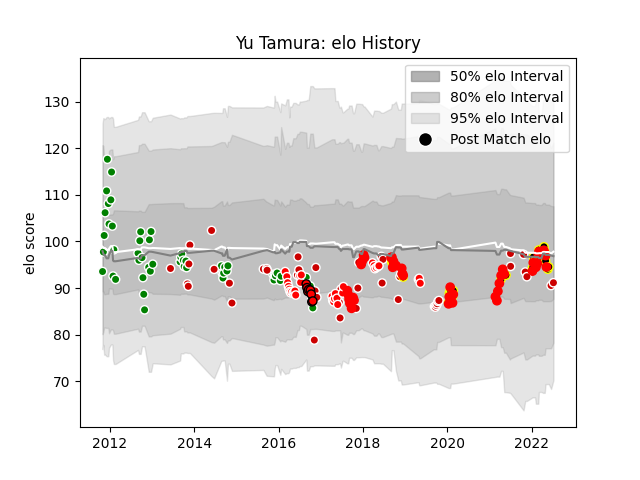 Yu Tamura: elo History
50% elo Interval
80% elo Interval
95% elo Interval
Post Match elo
elo score
130
120
110
100
90
80
70
2012
2014
2016
2018
2020
2022